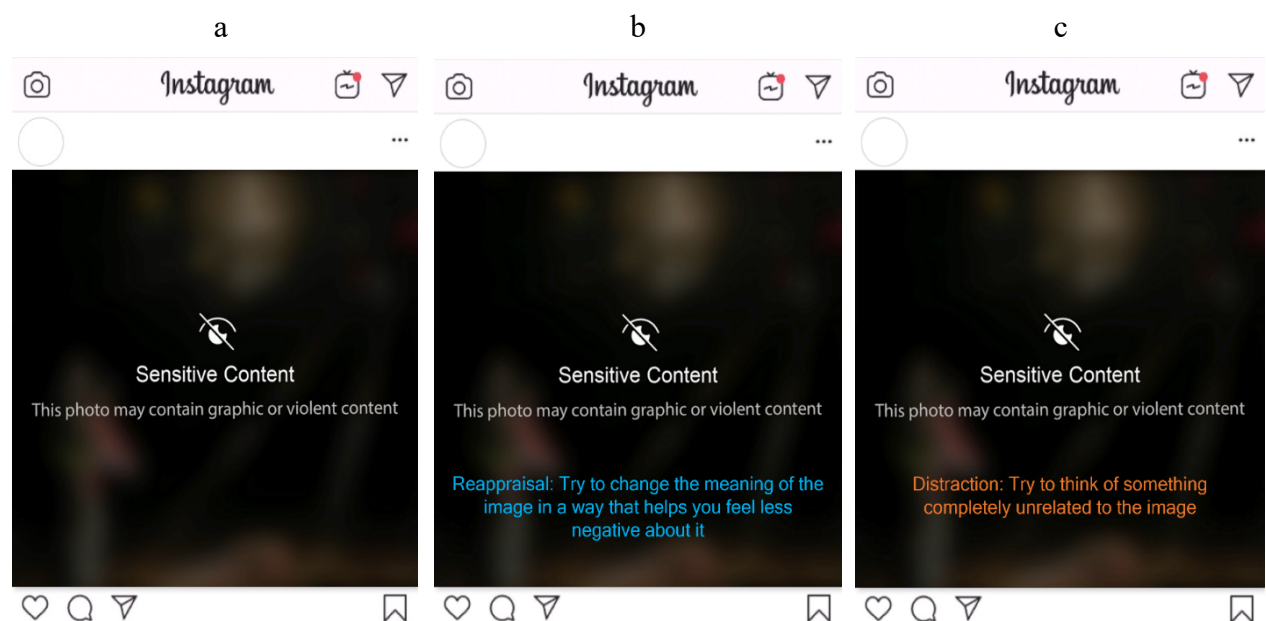 a
Instagram
Sensitive Content
This photo may contain graphic or violent content
b
Instagram
Sensitive Content
This photo may contain graphic or violent content
Reappraisal: Try to change the meaning of the
image in a way that helps you feel less
negative about it
c
Instagram
Sensitive Content
This photo may contain graphic or violent content
Distraction: Try to think of something
completely unrelated to the image